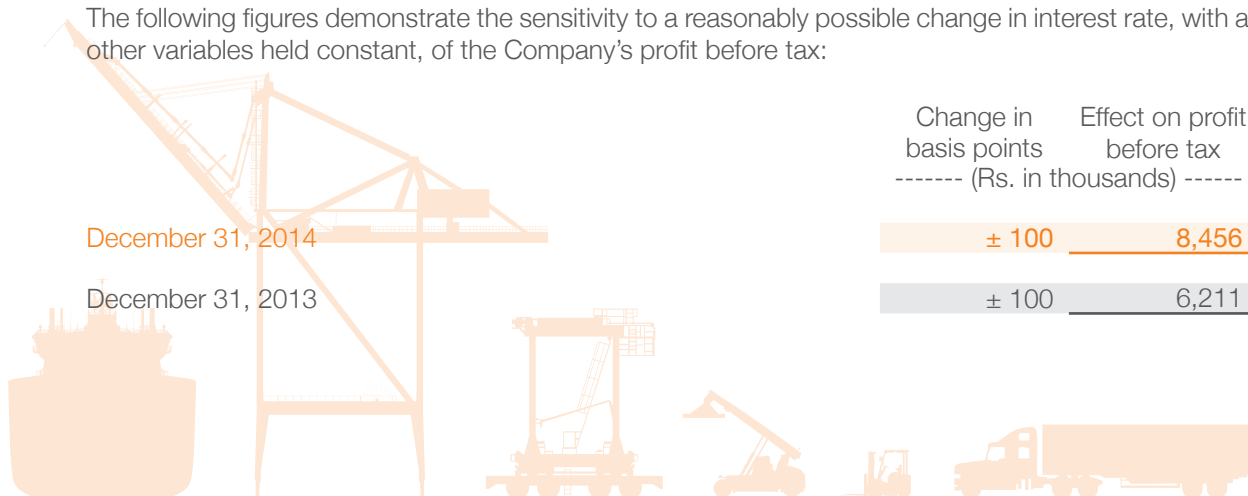 The following figures demonstrate the sensitivity to a reasonably possible change in interest rate, with a
other variables held constant, of the Company’s profit before tax:
Change in Effect on profit
basis points before tax
------- (Rs. in thousands) ------
December 31, 2014 ± 100 8,456
December 31, 2013 ± 100 6,211